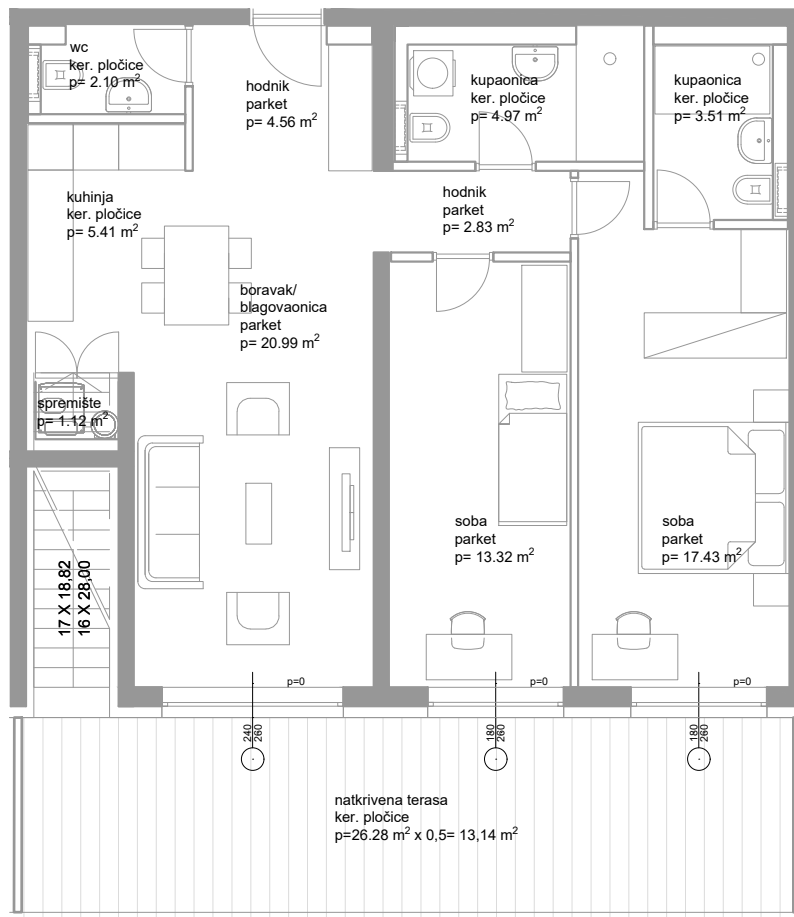 wc
ker. pločice
p= 2.10 m²
hodnik
parket
p= 4.56 m²
kupaonica
ker. pločice
p= 4.97 m²
kupaonica
ker. pločice
p= 3.51 m²
kuhinja
ker. pločice
p= 5.41 m²
hodnik
parket
p= 2.83 m²
boravak/
blagovaonica
parket
p= 20.99 m²
spremište
p= 1.12 m²
soba
parket
p= 13.32 m²
soba
parket
p= 17.43 m²
17 X 18,82
16 X 28,00
p=0
p=0
p=0
240
260
180
260
180
260
natkrivena terasa
ker. pločice
p=26.28 m² x 0,5= 13,14 m²